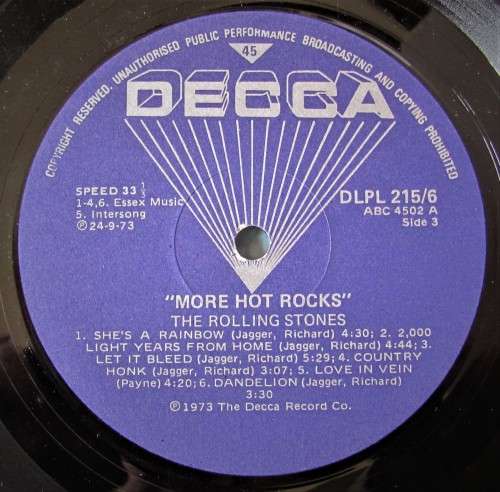 COPYRIGHT RESERVED. UNAUTHORISED PUBLIC PERFORMANCE BROADCASTING AND COPYING PROHIBITED
45
DECCA
SPEED 33 1/3
1-4,6. Essex Music
5. Intersong
℗24-9-73
DLPL 215/6
ABC 4502 A
Side 3
"MORE HOT ROCKS"
THE ROLLING STONES
1. SHE'S A RAINBOW (Jagger, Richard) 4:30; 2. 2,000
LIGHT YEARS FROM HOME (Jagger, Richard) 4:44; 3.
LET IT BLEED (Jagger, Richard) 5:29; 4. COUNTRY
HONK (Jagger, Richard) 3:07; 5. LOVE IN VEIN
(Payne) 4:20; 6. DANDELION (Jagger, Richard)
3:30
℗1973 The Decca Record Co.